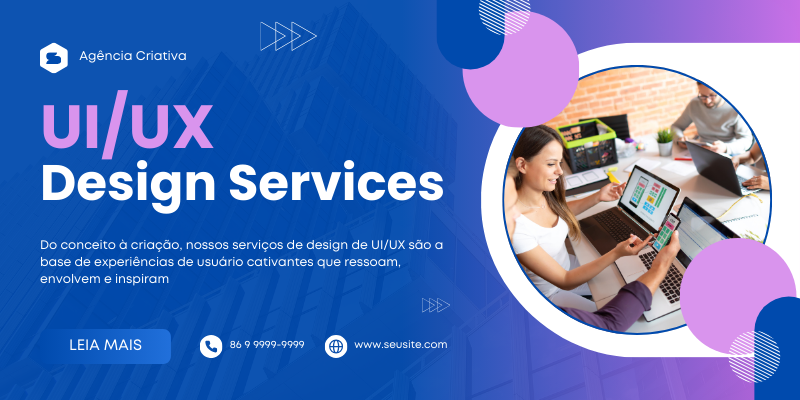 Agência Criativa
UI/UX
Design Services
Do conceito à criação, nossos serviços de design de UI/UX são a
base de experiências de usuário cativantes que ressoam,
envolvem e inspiram
LEIA MAIS
86 9 9999-9999
www.seusite.com